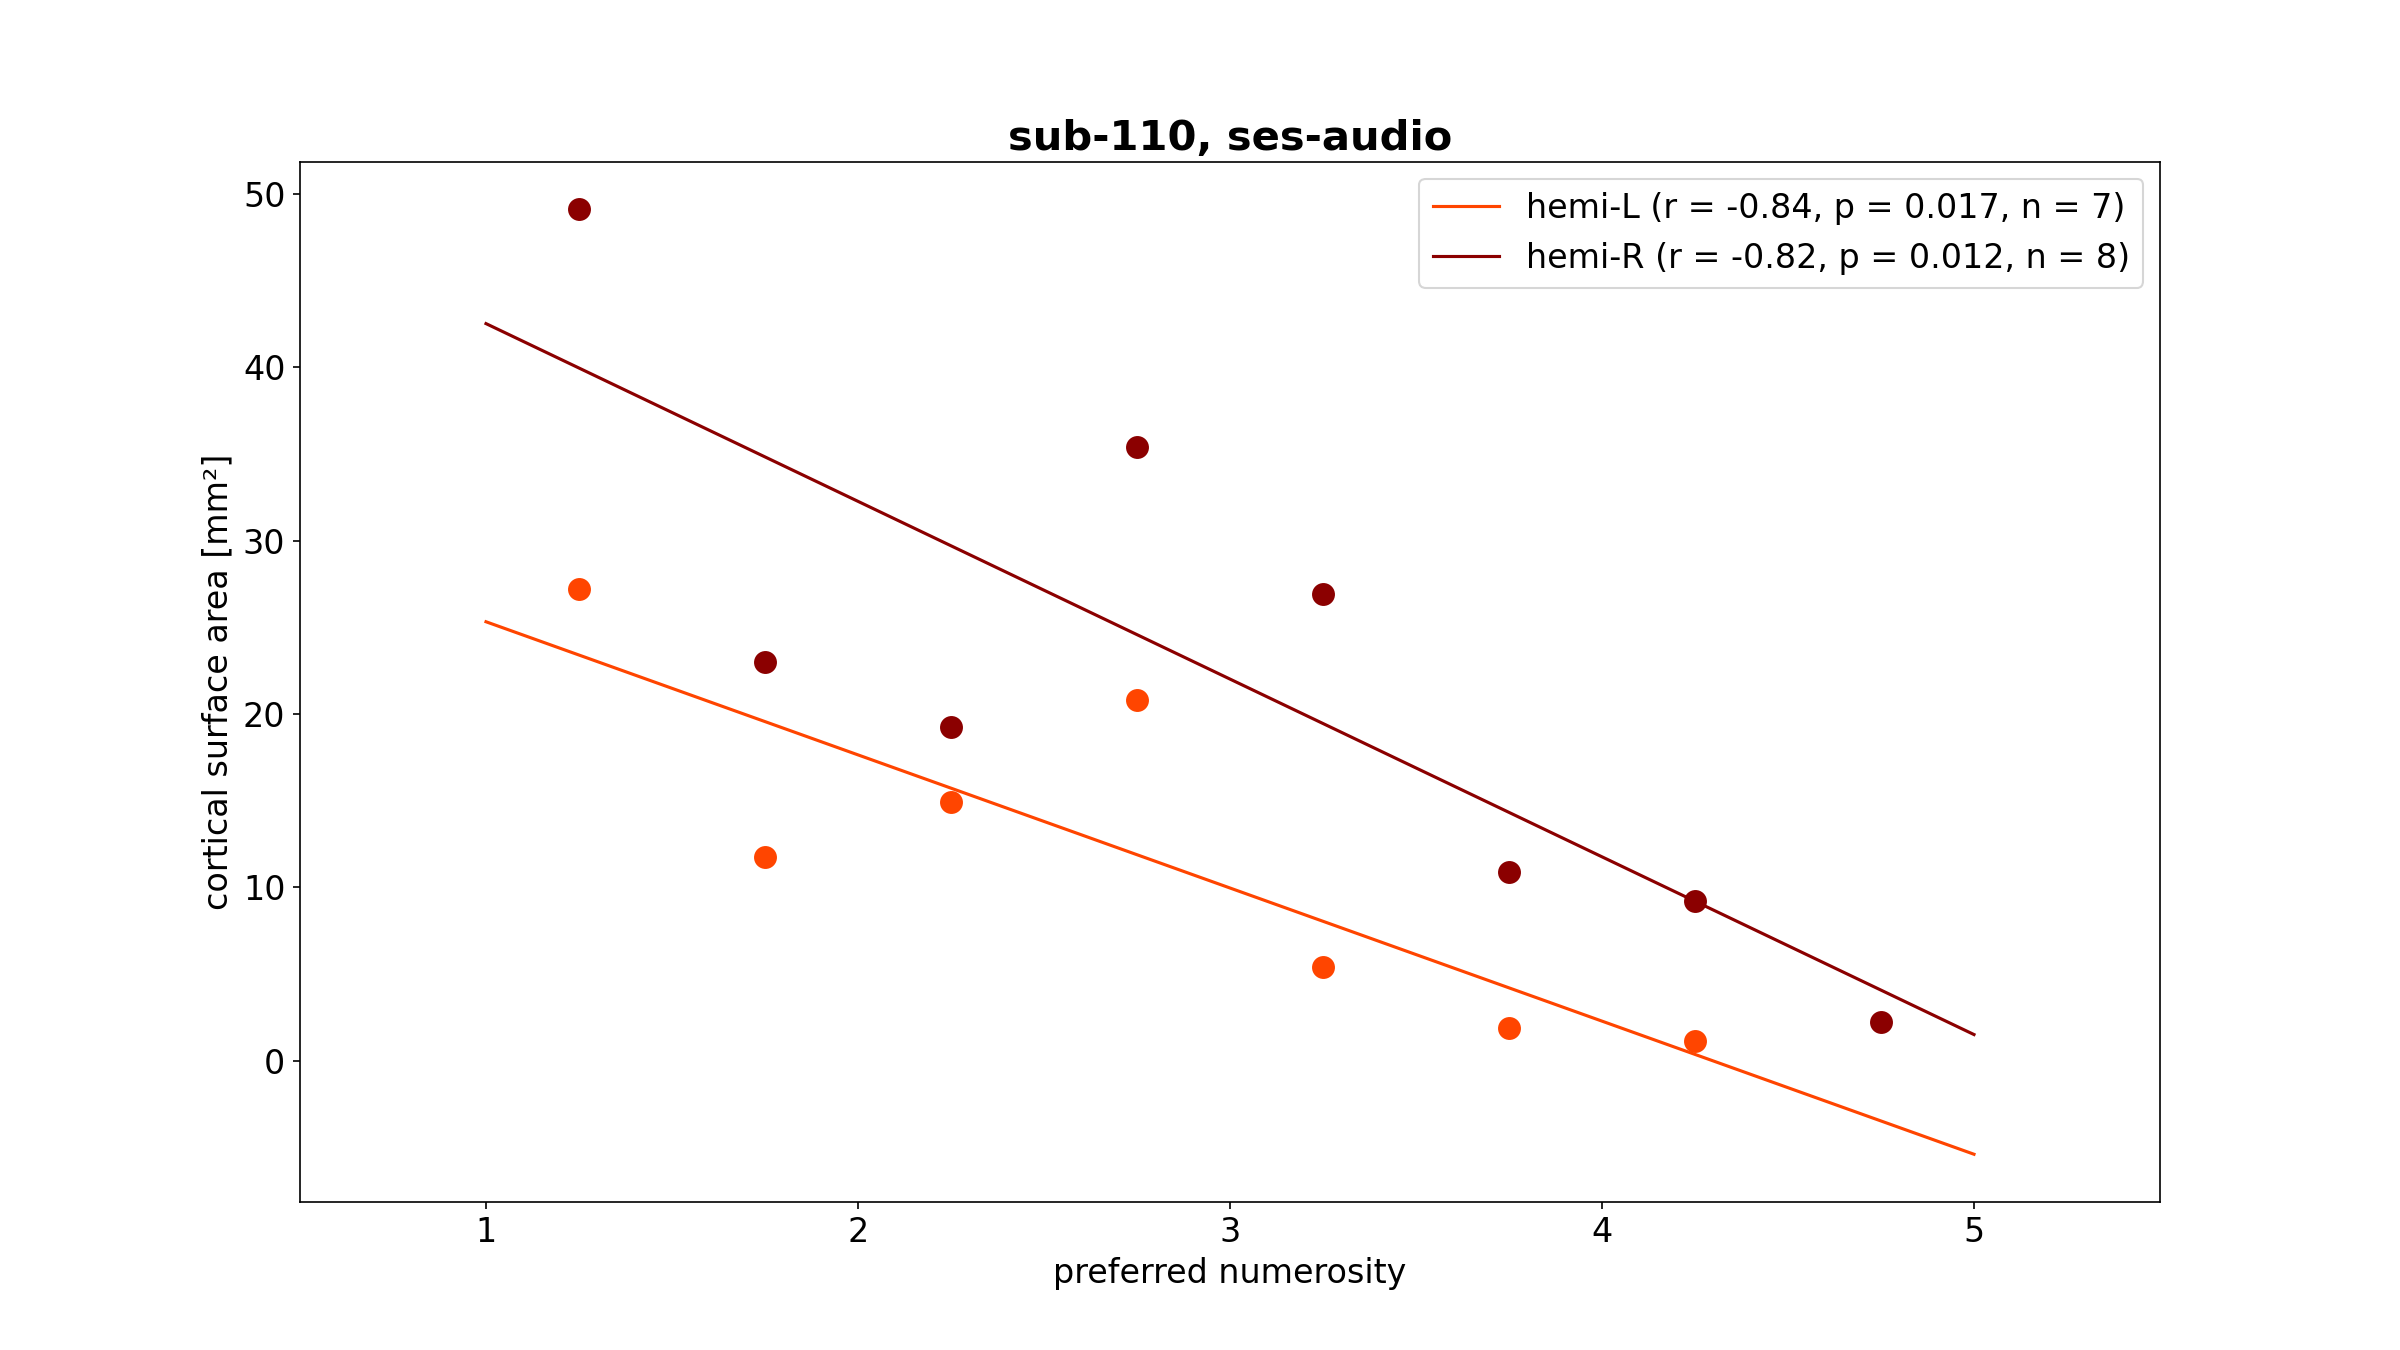 sub-110, ses-audio
hemi-L (r = -0.84, p = 0.017, n = 7)
hemi-R (r = -0.82, p = 0.012, n = 8)
cortical surface area [mm²]
50
40
30
20
10
0
1 2 3 4 5
preferred numerosity